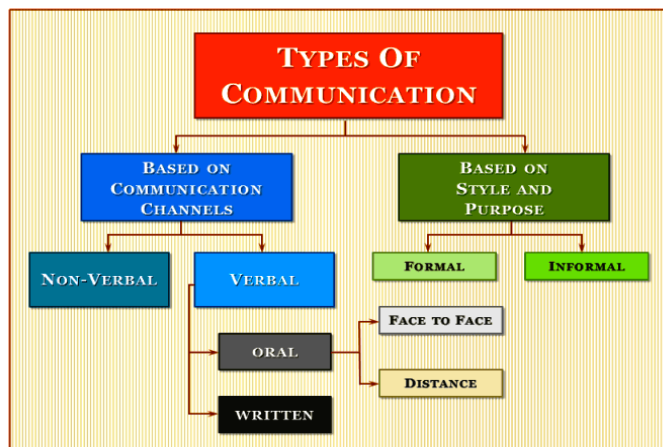 TYPES OF
COMMUNICATION
BASED ON
COMMUNICATION
CHANNELS
BASED ON
STYLE AND
PURPOSE
NON-VERBAL
VERBAL
FORMAL
INFORMAL
ORAL
FACE TO FACE
DISTANCE
WRITTEN